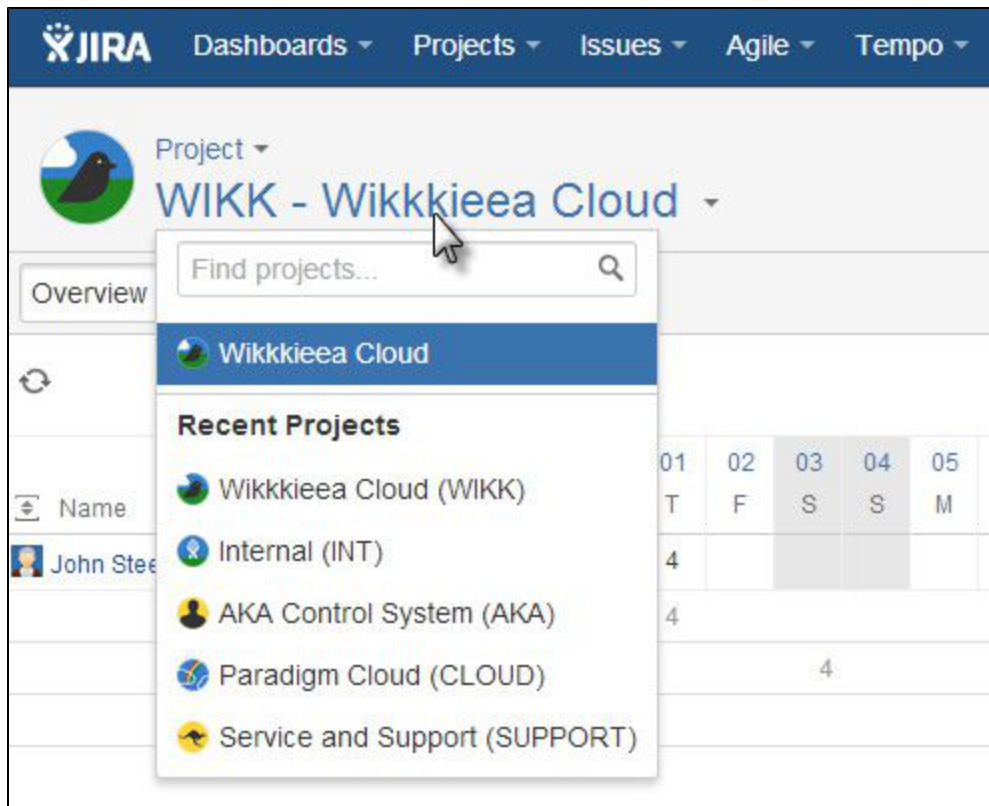 JIRA Dashboards Projects Issues Agile Tempo
Project
WIKK - Wikkkieea Cloud
Find projects...
Overview
Wikkkieea Cloud
Recent Projects
Wikkkieea Cloud (WIKK)
01 02 03 04 05
Name T F S S M
Internal (INT)
John Stee 4
AKA Control System (AKA)
4
Paradigm Cloud (CLOUD)
4
Service and Support (SUPPORT)